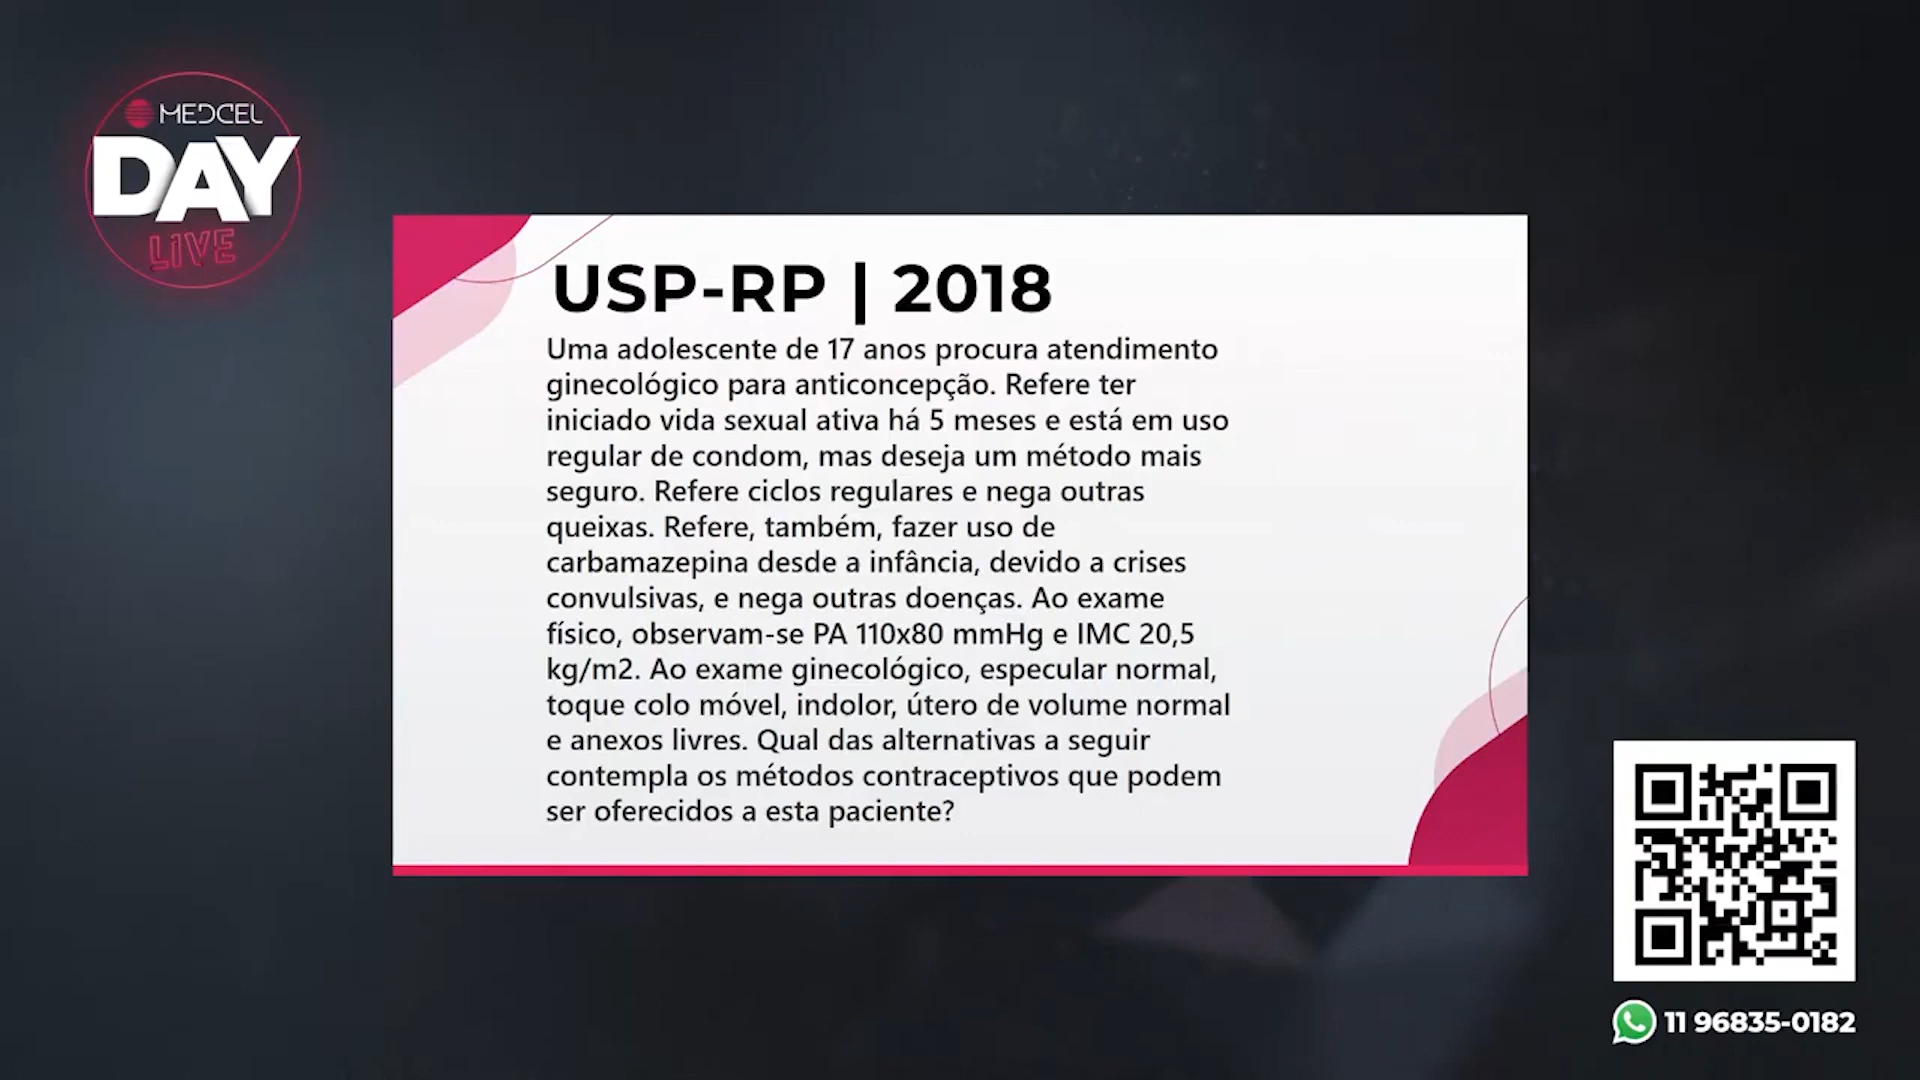 MEDCEL
DAY
LIVE
USP-RP | 2018
Uma adolescente de 17 anos procura atendimento
ginecológico para anticoncepção. Refere ter
iniciado vida sexual ativa há 5 meses e está em uso
regular de condom, mas deseja um método mais
seguro. Refere ciclos regulares e nega outras
queixas. Refere, também, fazer uso de
carbamazepina desde a infância, devido a crises
convulsivas, e nega outras doenças. Ao exame
físico, observam-se PA 110x80 mmHg e IMC 20,5
kg/m2. Ao exame ginecológico, especular normal,
toque colo móvel, indolor, útero de volume normal
e anexos livres. Qual das alternativas a seguir
contempla os métodos contraceptivos que podem
ser oferecidos a esta paciente?
11 96835-0182